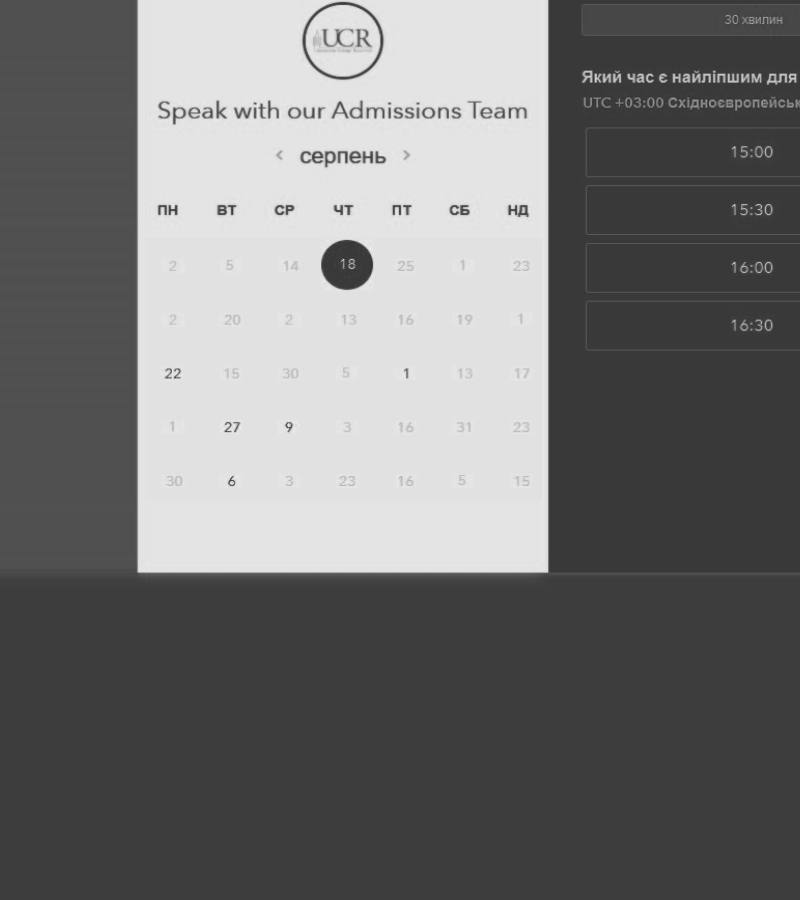 UCR
Speak with our Admissions Team
серпень
ПН ВТ СР ЧТ ПТ СБ НД
2 5 14 18 25 1 23
2 20 2 13 16 19 1
22 15 30 5 1 13 17
1 27 9 3 16 31 23
30 6 3 23 16 5 15
30 хвилин
Який час є найліпшим для
UTC +03:00 Східноєвропейськ
15:00
15:30
16:00
16:30